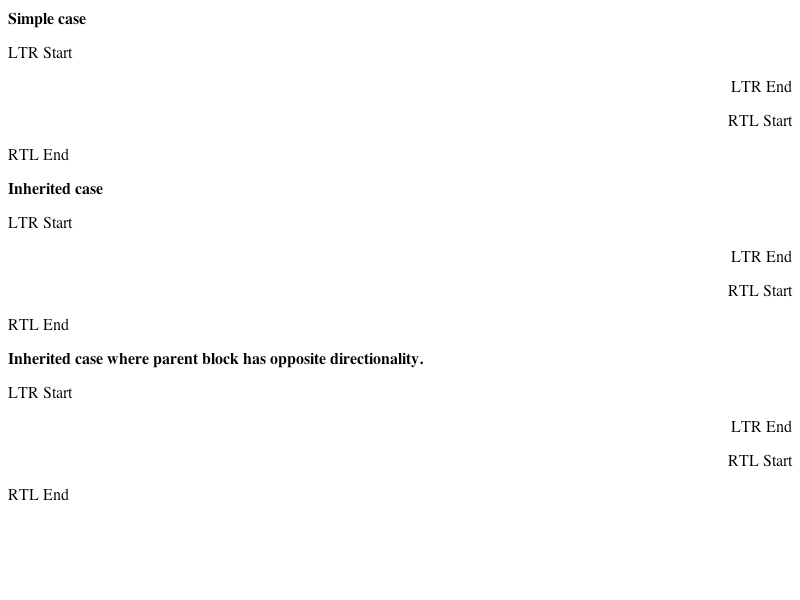 Simple case
LTR Start
LTR End
RTL Start
RTL End
Inherited case
LTR Start
LTR End
RTL Start
RTL End
Inherited case where parent block has opposite directionality.
LTR Start
LTR End
RTL Start
RTL End